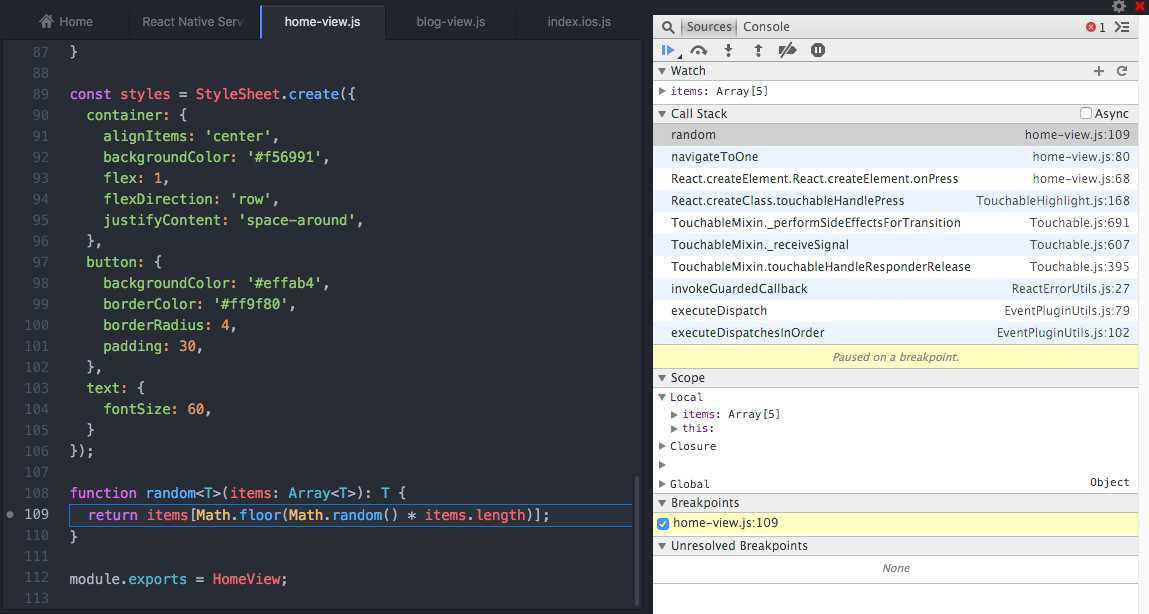 Home
React Native Serv
home-view.js
blog-view.js
index.ios.js
87 }
88
89 const styles = StyleSheet.create({
90 container: {
91 alignItems: 'center',
92 backgroundColor: '#f56991',
93 flex: 1,
94 flexDirection: 'row',
95 justifyContent: 'space-around',
96 },
97 button: {
98 backgroundColor: '#effab4',
99 borderColor: '#ff9f80',
100 borderRadius: 4,
101 padding: 30,
102 },
103 text: {
104 fontSize: 60,
105 }
106 });
107
108 function random<T>(items: Array<T>): T {
109 return items[Math.floor(Math.random() * items.length)];
110 }
111
112 module.exports = HomeView;
113
Sources Console 1
Watch
items: Array[5]
Call Stack Async
random home-view.js:109
navigateToOne home-view.js:80
React.createElement.React.createElement.onPress home-view.js:68
React.createClass.touchableHandlePress TouchableHighlight.js:168
TouchableMixin._performSideEffectsForTransition Touchable.js:691
TouchableMixin._receiveSignal Touchable.js:607
TouchableMixin.touchableHandleResponderRelease Touchable.js:395
invokeGuardedCallback ReactErrorUtils.js:27
executeDispatch EventPluginUtils.js:79
executeDispatchesInOrder EventPluginUtils.js:102
Paused on a breakpoint.
Scope
Local
items: Array[5]
this:
Closure
Global Object
Breakpoints
home-view.js:109
Unresolved Breakpoints
None